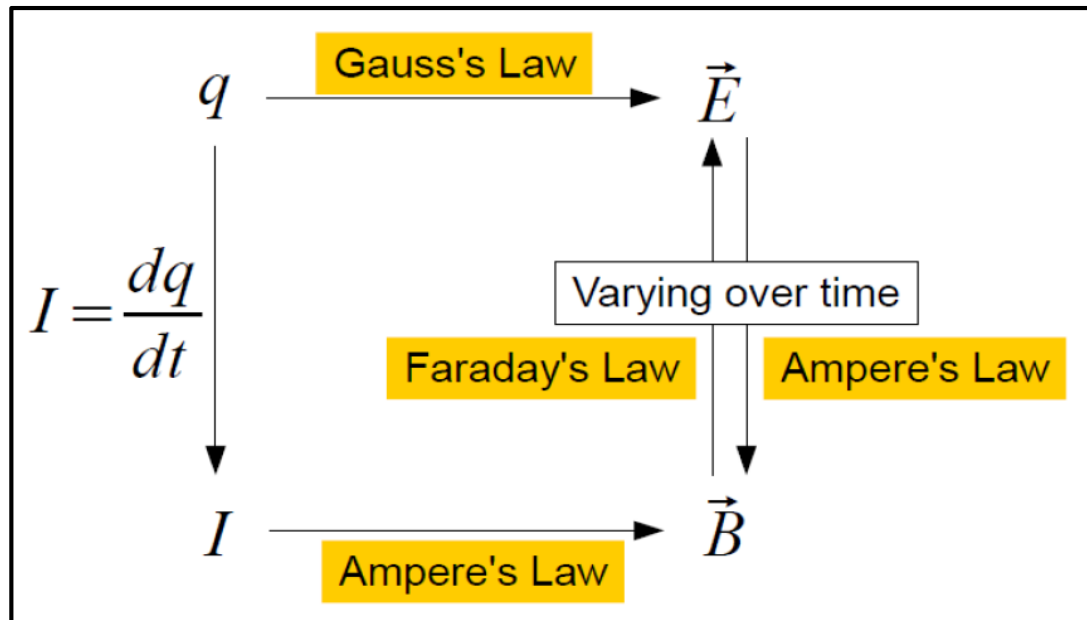 Gauss's Law
q
E⃗
I = dq/dt
Varying over time
Faraday's Law
Ampere's Law
I
B⃗
Ampere's Law